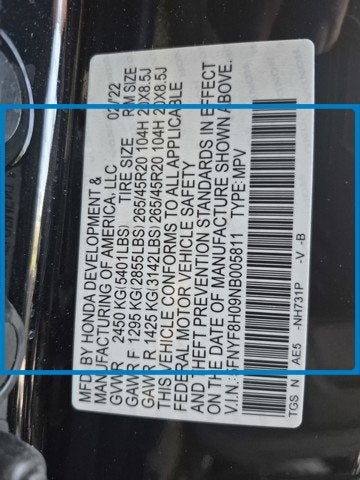 MFD BY HONDA DEVELOPMENT &
MANUFACTURING OF AMERICA, LLC 02/22
GVWR 2450 KG(5401LBS) TIRE SIZE RIM SIZE
GAWR F 1295 KG(2855LBS) 265/45R20 104H 20X8.5J
GAWR R 1425 KG(3142LBS) 265/45R20 104H 20X8.5J
THIS VEHICLE CONFORMS TO ALL APPLICABLE
FEDERAL MOTOR VEHICLE SAFETY
AND THEFT PREVENTION STANDARDS IN EFFECT
ON THE DATE OF MANUFACTURE SHOWN ABOVE.
V.I.N.: 5FNYF8H09NB005811 TYPE: MPV
TGS N AE5 -NH731P -V -B